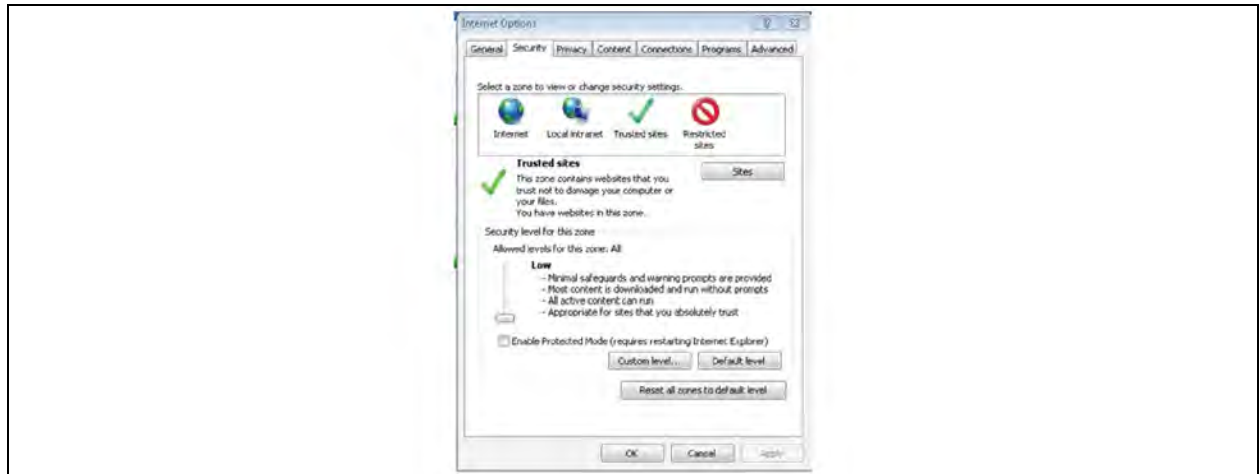 Internet Options
General Security Privacy Content Connections Programs Advanced
Select a zone to view or change security settings.
Internet Local intranet Trusted sites Restricted
sites
Trusted sites
Sites
This zone contains websites that you
trust not to damage your computer or
your files.
You have websites in this zone.
Security level for this zone
Allowed levels for this zone: All
Low
- Minimal safeguards and warning prompts are provided
- Most content is downloaded and run without prompts
- All active content can run
- Appropriate for sites that you absolutely trust
Enable Protected Mode (requires restarting Internet Explorer)
Custom level... Default level
Reset all zones to default level
OK Cancel Apply